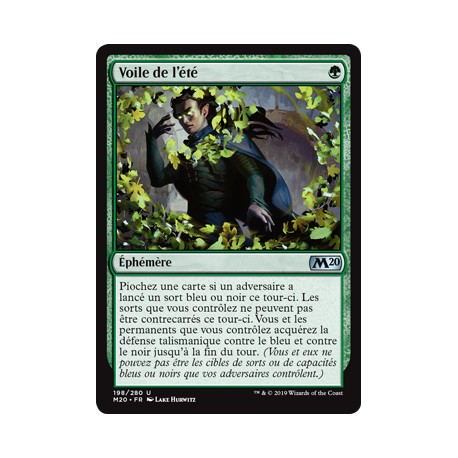 Voile de l'été
Éphémère
M20
Piochez une carte si un adversaire a
lancé un sort bleu ou noir ce tour-ci. Les
sorts que vous contrôlez ne peuvent pas
être contrecarrés ce tour-ci. Vous et les
permanents que vous contrôlez acquérez la
défense talismanique contre le bleu et contre
le noir jusqu'à la fin du tour. (Vous et eux ne
pouvez pas être les cibles de sorts ou de capacités
bleus ou noirs que vos adversaires contrôlent.)
198/280 U
M20 • FR Lake Hurwitz
™ & © 2019 Wizards of the Coast